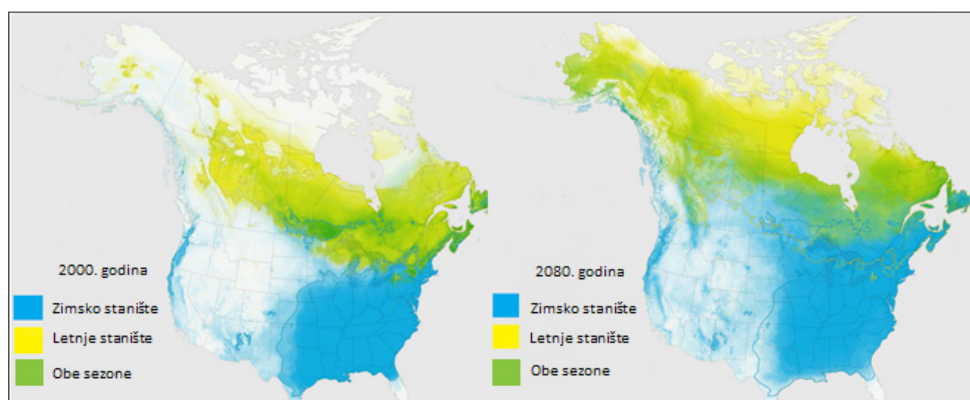 2000. godina
Zimsko stanište
Letnje stanište
Obe sezone
2080. godina
Zimsko stanište
Letnje stanište
Obe sezone